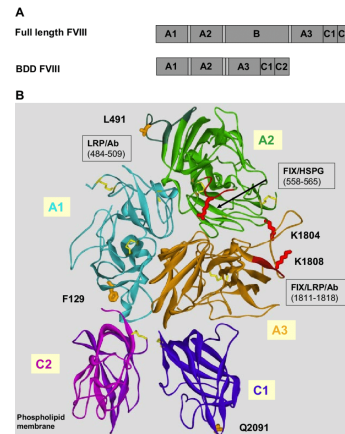 A
Full length FVIII A1 A2 B A3 C1 C
BDD FVIII A1 A2 A3 C1 C2
B
L491
A2
LRP/Ab
(484-509)
FIX/HSPG
(558-565)
A1
K1804
K1808
FIX/LRP/Ab
(1811-1818)
F129
A3
C2
C1
Phospholipid
membrane
Q2091